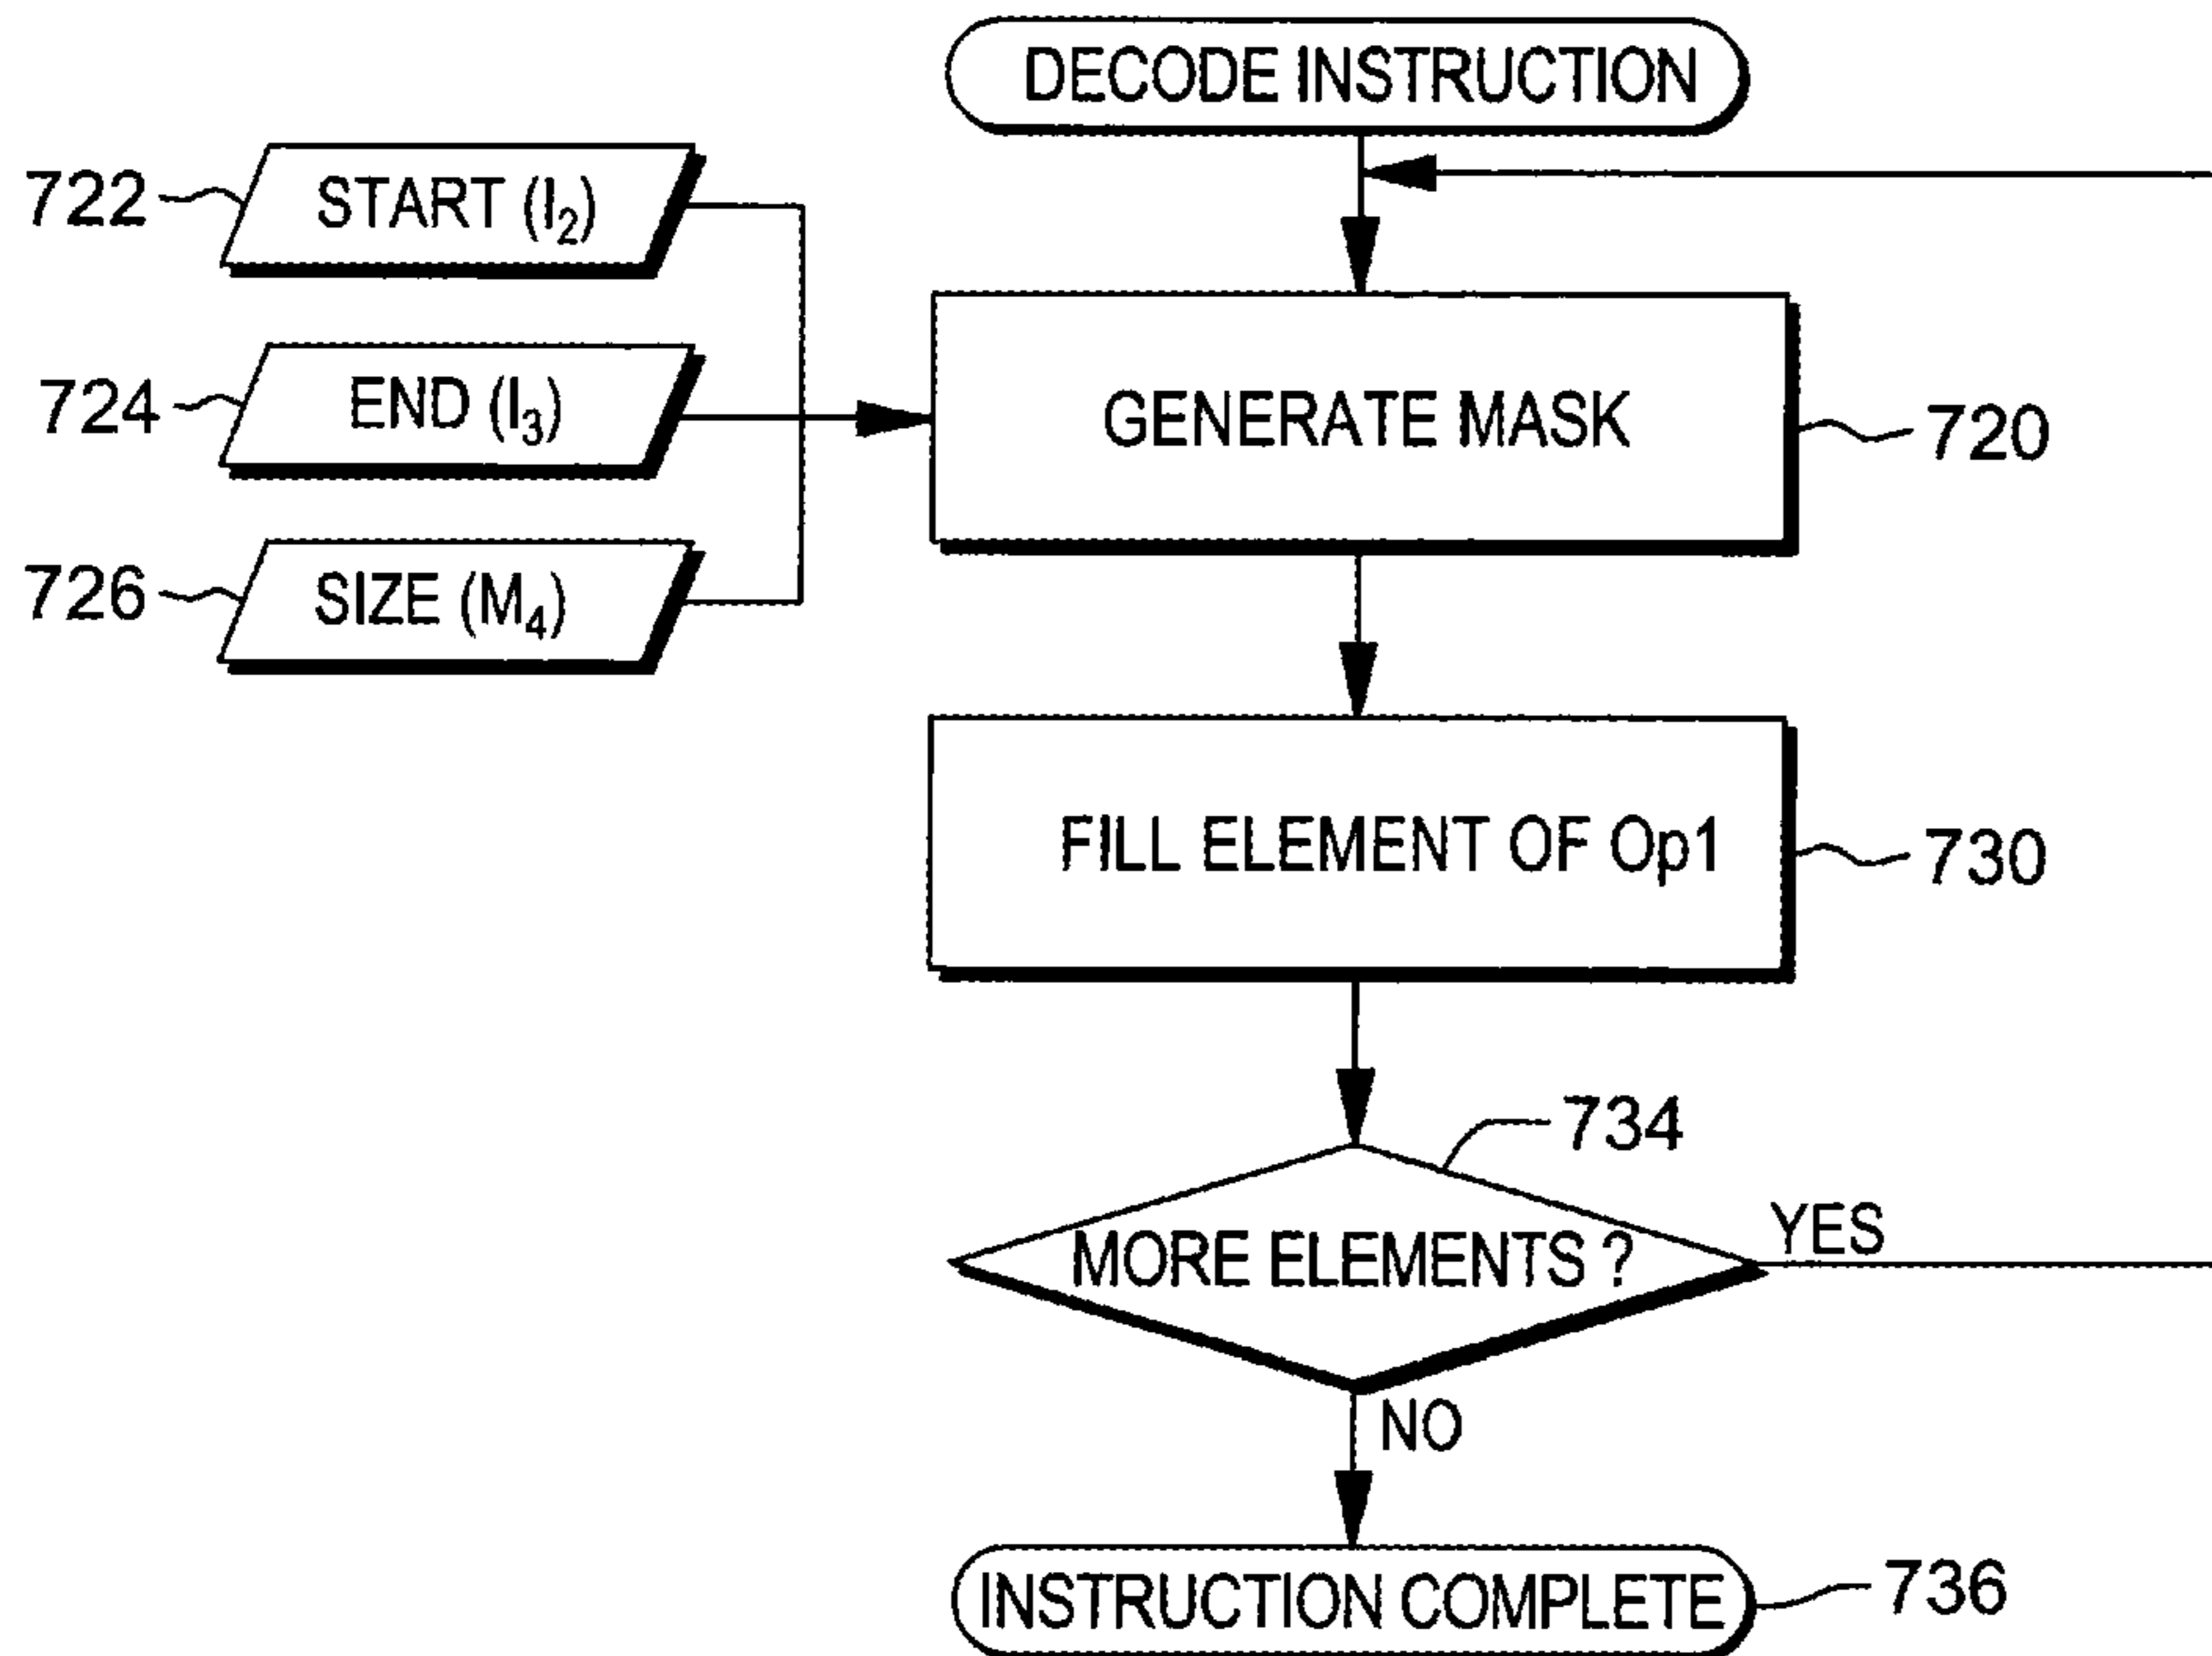 DECODE INSTRUCTION
722
START (I₂)
724
END (I₃)
726
SIZE (M₄)
GENERATE MASK
720
FILL ELEMENT OF Op1
730
734
MORE ELEMENTS ?
YES
NO
INSTRUCTION COMPLETE
736